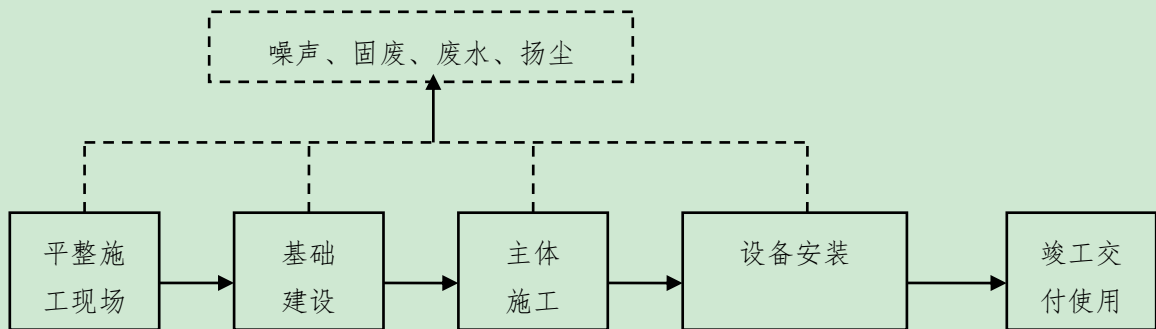 噪声、固废、废水、扬尘
平整施
工现场
基础
建设
主体
施工
设备安装
竣工交
付使用